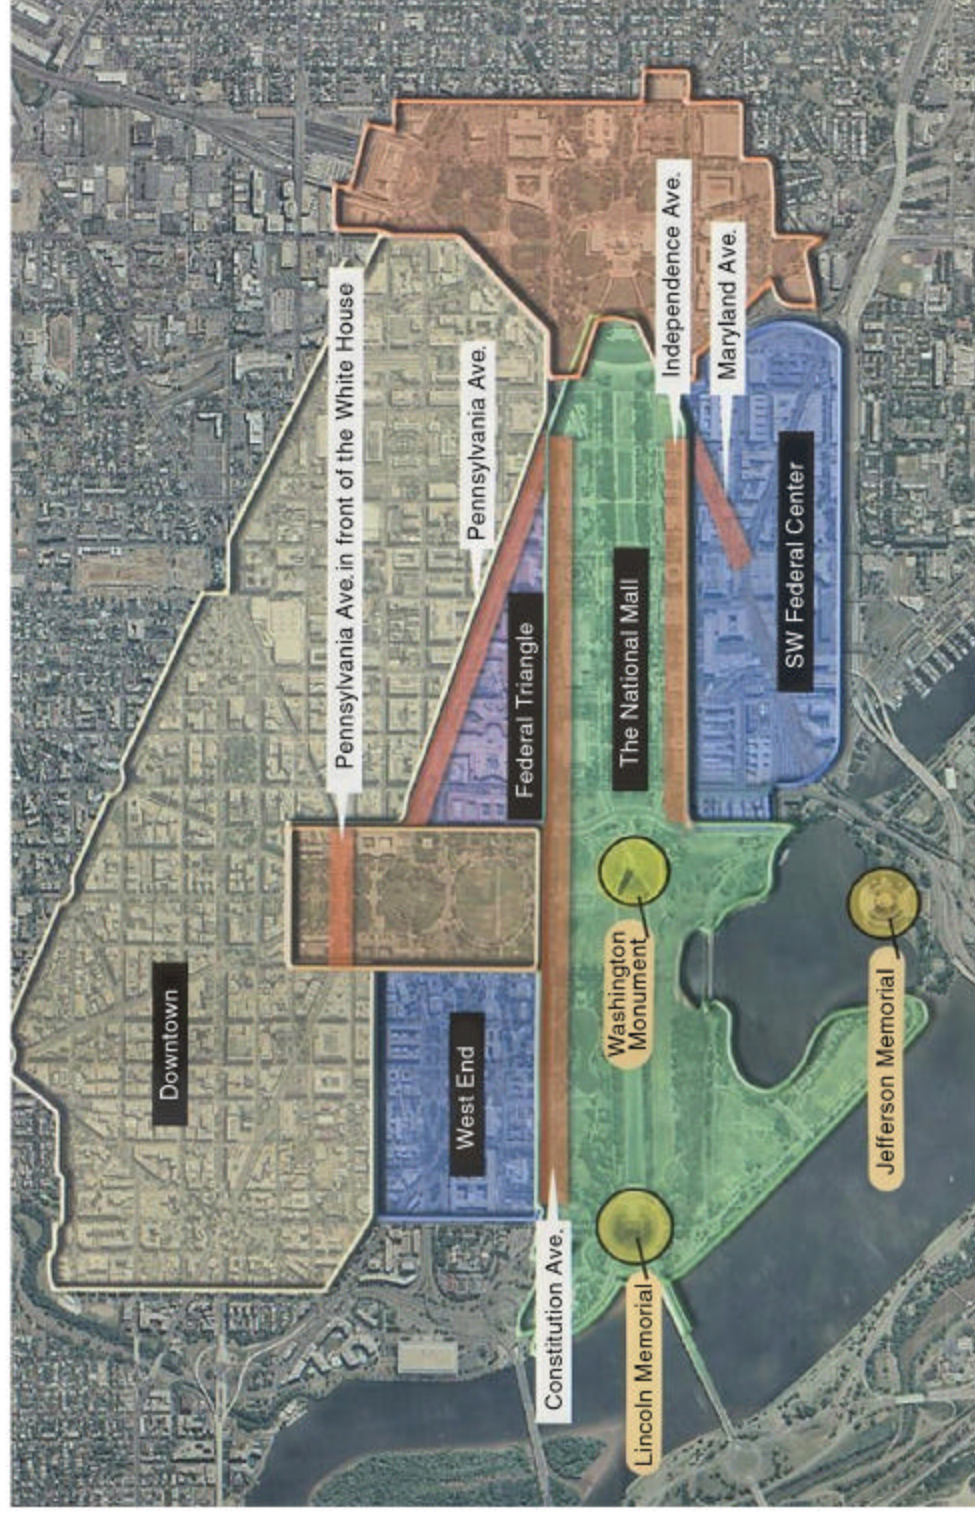 Pennsylvania Ave. in front of the White House
Independence Ave.
Maryland Ave.
Pennsylvania Ave.
SW Federal Center
The National Mall
Federal Triangle
Washington
Monument
Downtown
West End
Jefferson Memorial
Constitution Ave.
Lincoln Memorial